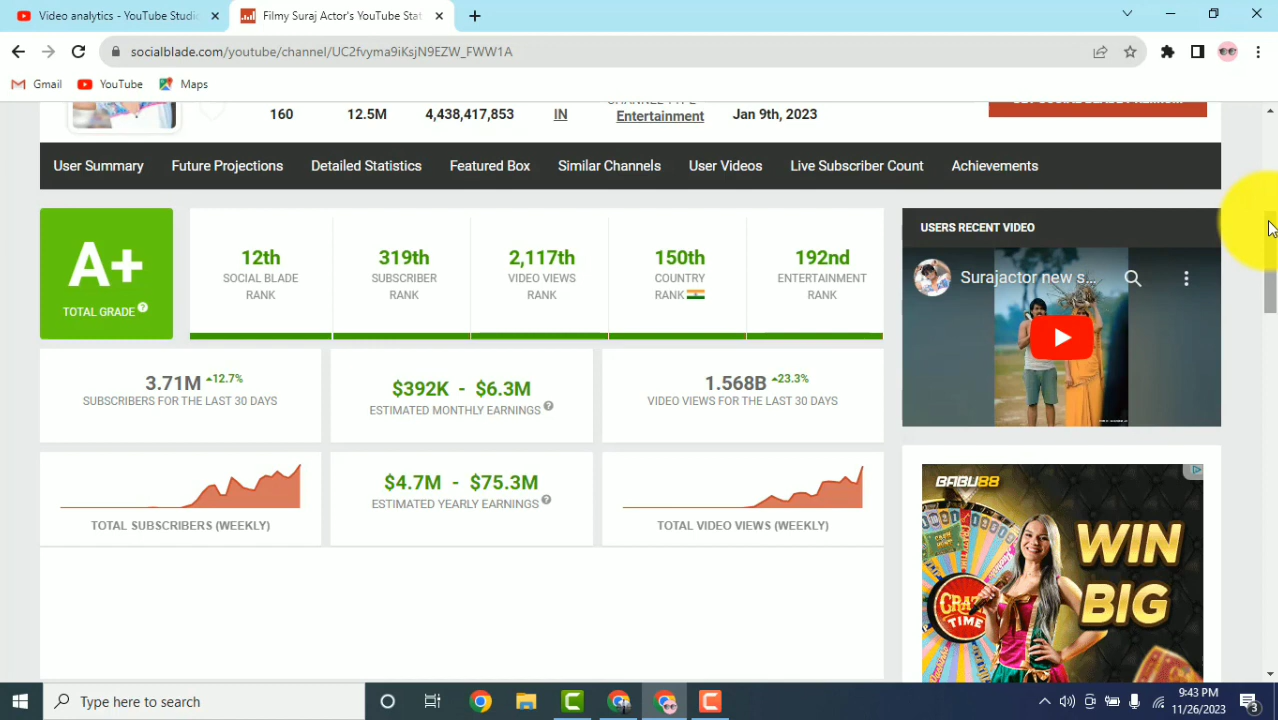 Video analytics - YouTube Studio
Filmy Suraj Actor's YouTube Stat
socialblade.com/youtube/channel/UC2fvyma9iKsjN9EZW_FWW1A
Gmail YouTube Maps
160 12.5M 4,438,417,853 IN Entertainment Jan 9th, 2023
User Summary Future Projections Detailed Statistics Featured Box Similar Channels User Videos Live Subscriber Count Achievements
A+
TOTAL GRADE
12th
SOCIAL BLADE
RANK
319th
SUBSCRIBER
RANK
2,117th
VIDEO VIEWS
RANK
150th
COUNTRY
RANK
192nd
ENTERTAINMENT
RANK
USERS RECENT VIDEO
Surajactor new s...
3.71M 12.7%
SUBSCRIBERS FOR THE LAST 30 DAYS
$392K - $6.3M
ESTIMATED MONTHLY EARNINGS
1.568B 23.3%
VIDEO VIEWS FOR THE LAST 30 DAYS
TOTAL SUBSCRIBERS (WEEKLY)
$4.7M - $75.3M
ESTIMATED YEARLY EARNINGS
TOTAL VIDEO VIEWS (WEEKLY)
BABU88
WIN
BIG
CRAZY
TIME
Type here to search
9:43 PM
11/26/2023
3